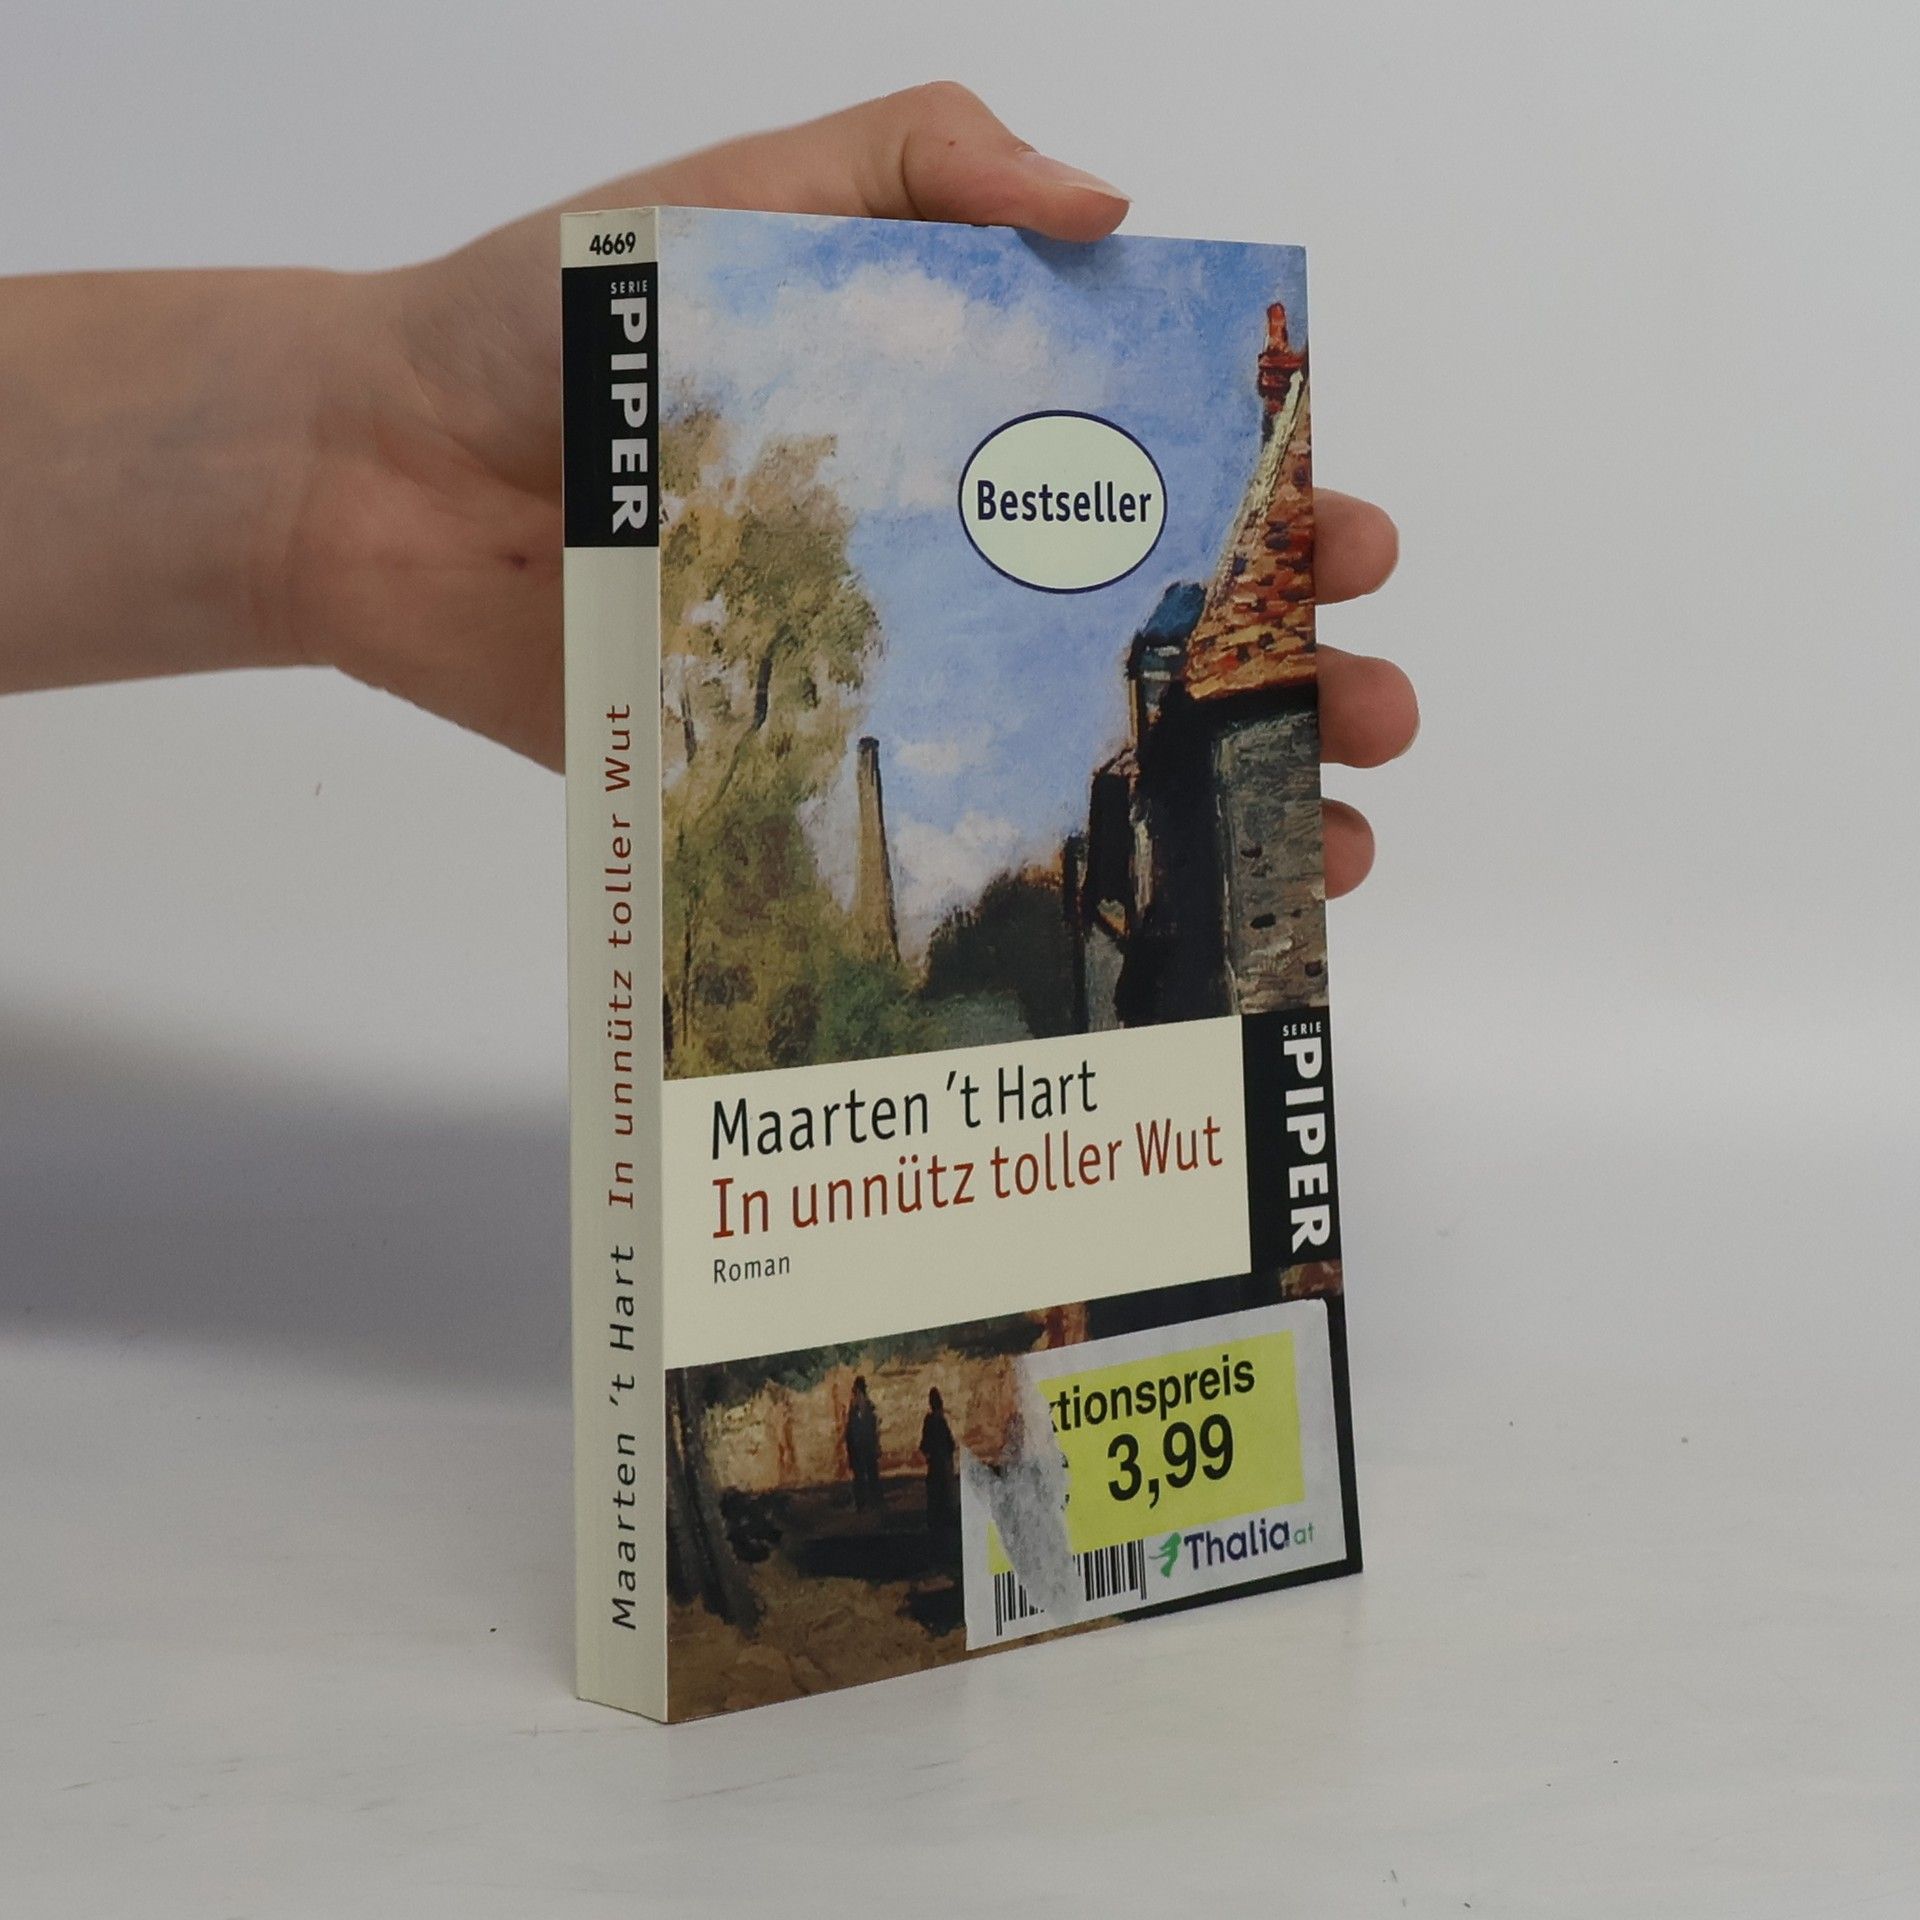 4669
SERIE
PIPER
Maarten ’t Hart In unnütz toller Wut
Bestseller
Maarten ’t Hart
In unnütz toller Wut
Roman
SERIE
PIPER
ktionspreis
3,99
Thalia.at